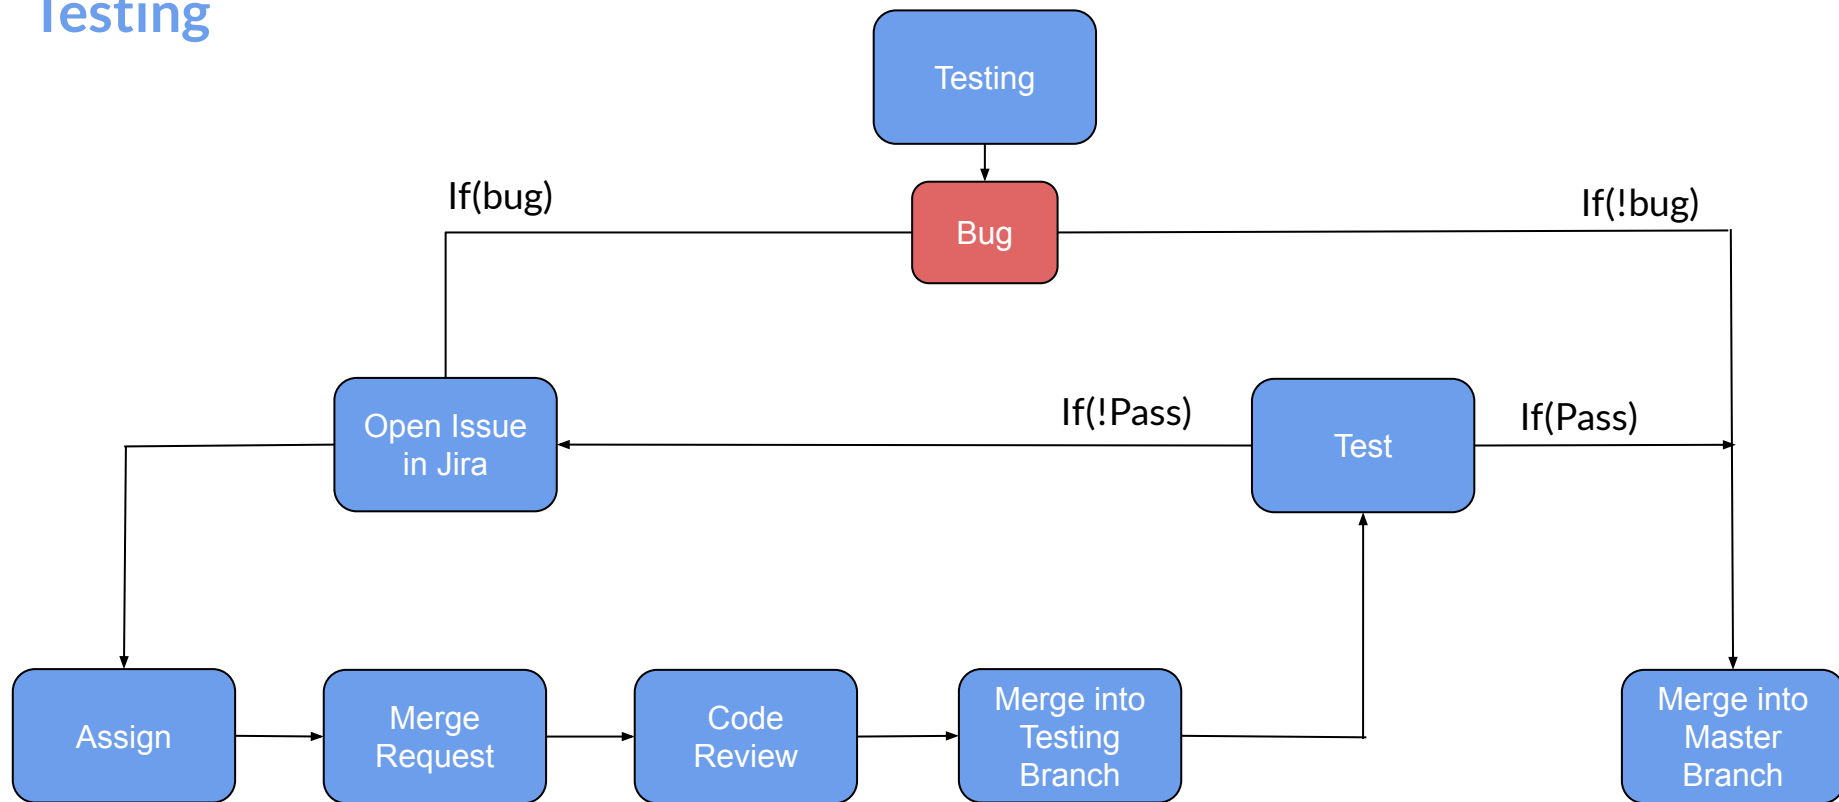 Testing
Testing
If(bug)
Bug
If(!bug)
Open Issue
in Jira
If(!Pass)
Test
If(Pass)
Assign
Merge
Request
Code
Review
Merge into
Testing
Branch
Merge into
Master
Branch